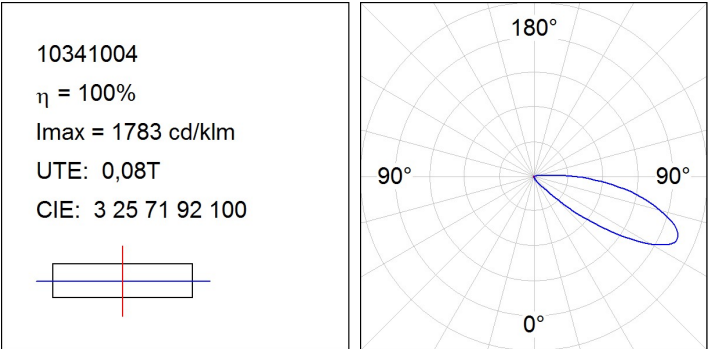 10341004
η = 100%
Imax = 1783 cd/klm
UTE: 0,08T
CIE: 3 25 71 92 100
180°
90° 90°
0°